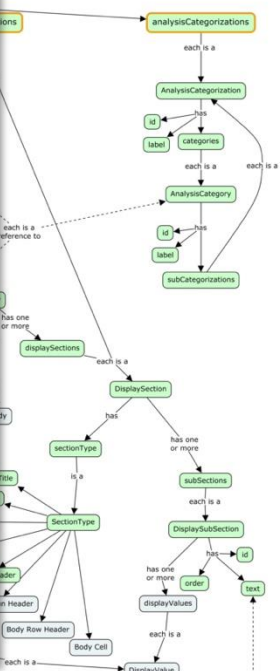 ions
analysisCategorizations
each is a
AnalysisCategorization
has
id
label
categories
each is a
each is a
AnalysisCategory
has
id
label
subCategorizations
each is a
eference to
has one
or more
displaySections
each is a
DisplaySection
has
has one
or more
dy
sectionType
is a
subSections
each is a
Title
SectionType
DisplaySubSection
has
id
has one
or more
order
text
ader
n Header
displayValues
Body Row Header
Body Cell
each is a
each is a
DisplayValue